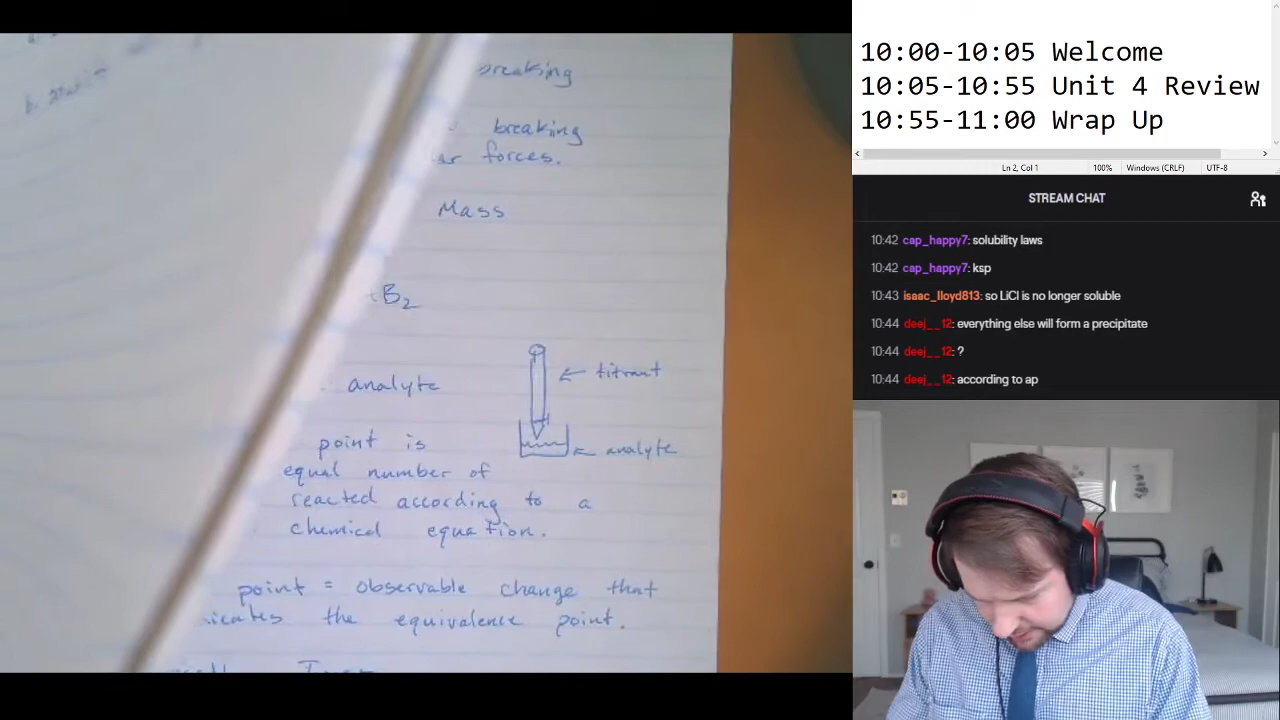 breaking
breaking
forces.
Mass
B2
titrant
analyte
analyte
point is
equal number of
reacted according to a
chemical equation.
point = observable change that
the equivalence point.
10:00-10:05 Welcome
10:05-10:55 Unit 4 Review
10:55-11:00 Wrap Up
Ln 2, Col 1 100% Windows (CRLF) UTF-8
STREAM CHAT
10:42 cap_happy7: solubility laws
10:42 cap_happy7: ksp
10:43 isaac_lloyd813: so LiCl is no longer soluble
10:44 deej__12: everything else will form a precipitate
10:44 deej__12: ?
10:44 deej__12: according to ap